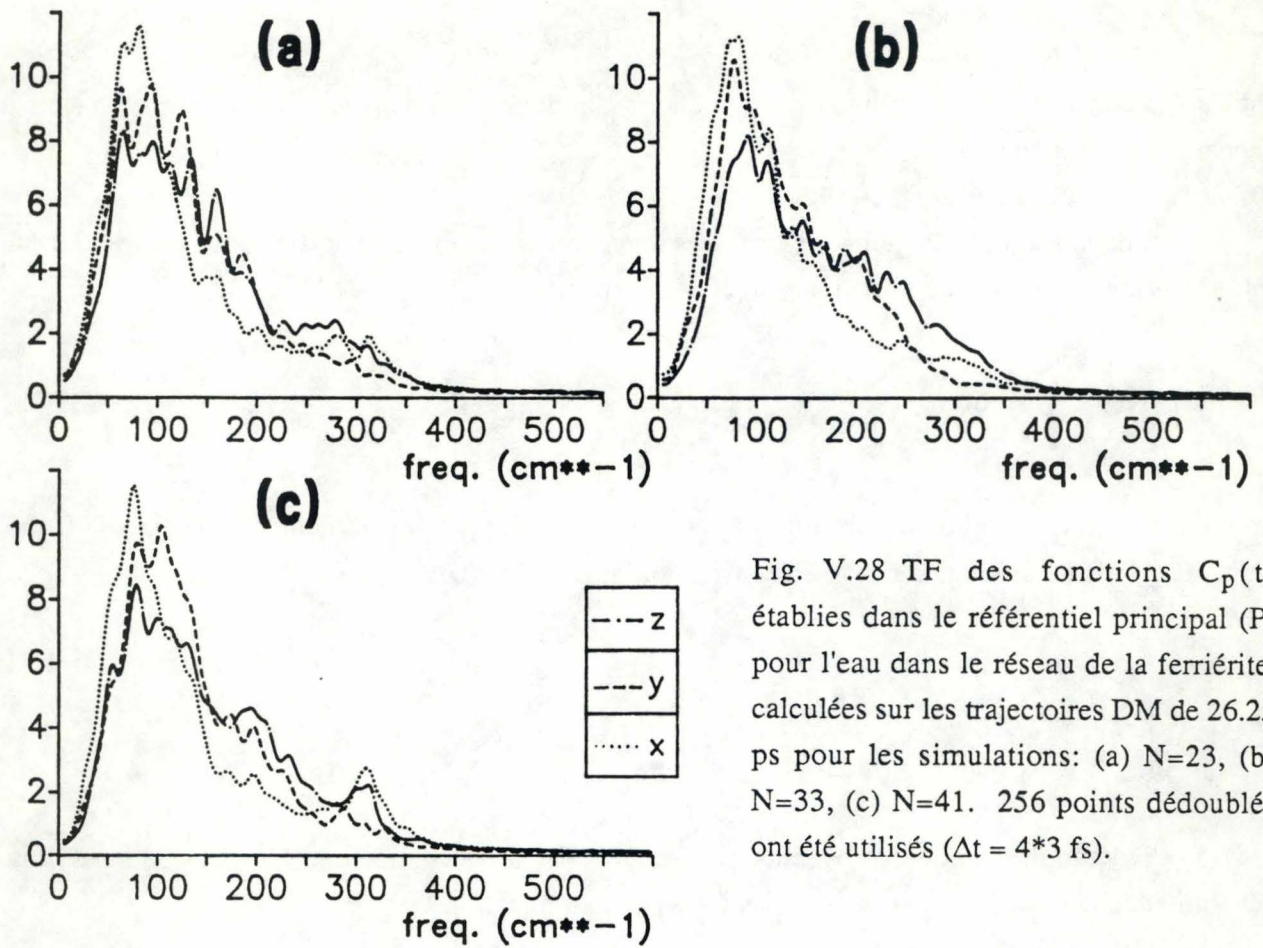 (a)
10
8
6
4
2
0
0 100 200 300 400 500
freq. (cm**-1)
(b)
10
8
6
4
2
0
0 100 200 300 400 500
freq. (cm**-1)
(c)
10
8
6
4
2
0
0 100 200 300 400 500
freq. (cm**-1)
z
y
x
Fig. V.28 TF des fonctions Cp(t
établies dans le référentiel principal (P
pour l'eau dans le réseau de la ferriérite
calculées sur les trajectoires DM de 26.2
ps pour les simulations: (a) N=23, (b
N=33, (c) N=41. 256 points dédoublé
ont été utilisés (Δt = 4*3 fs).